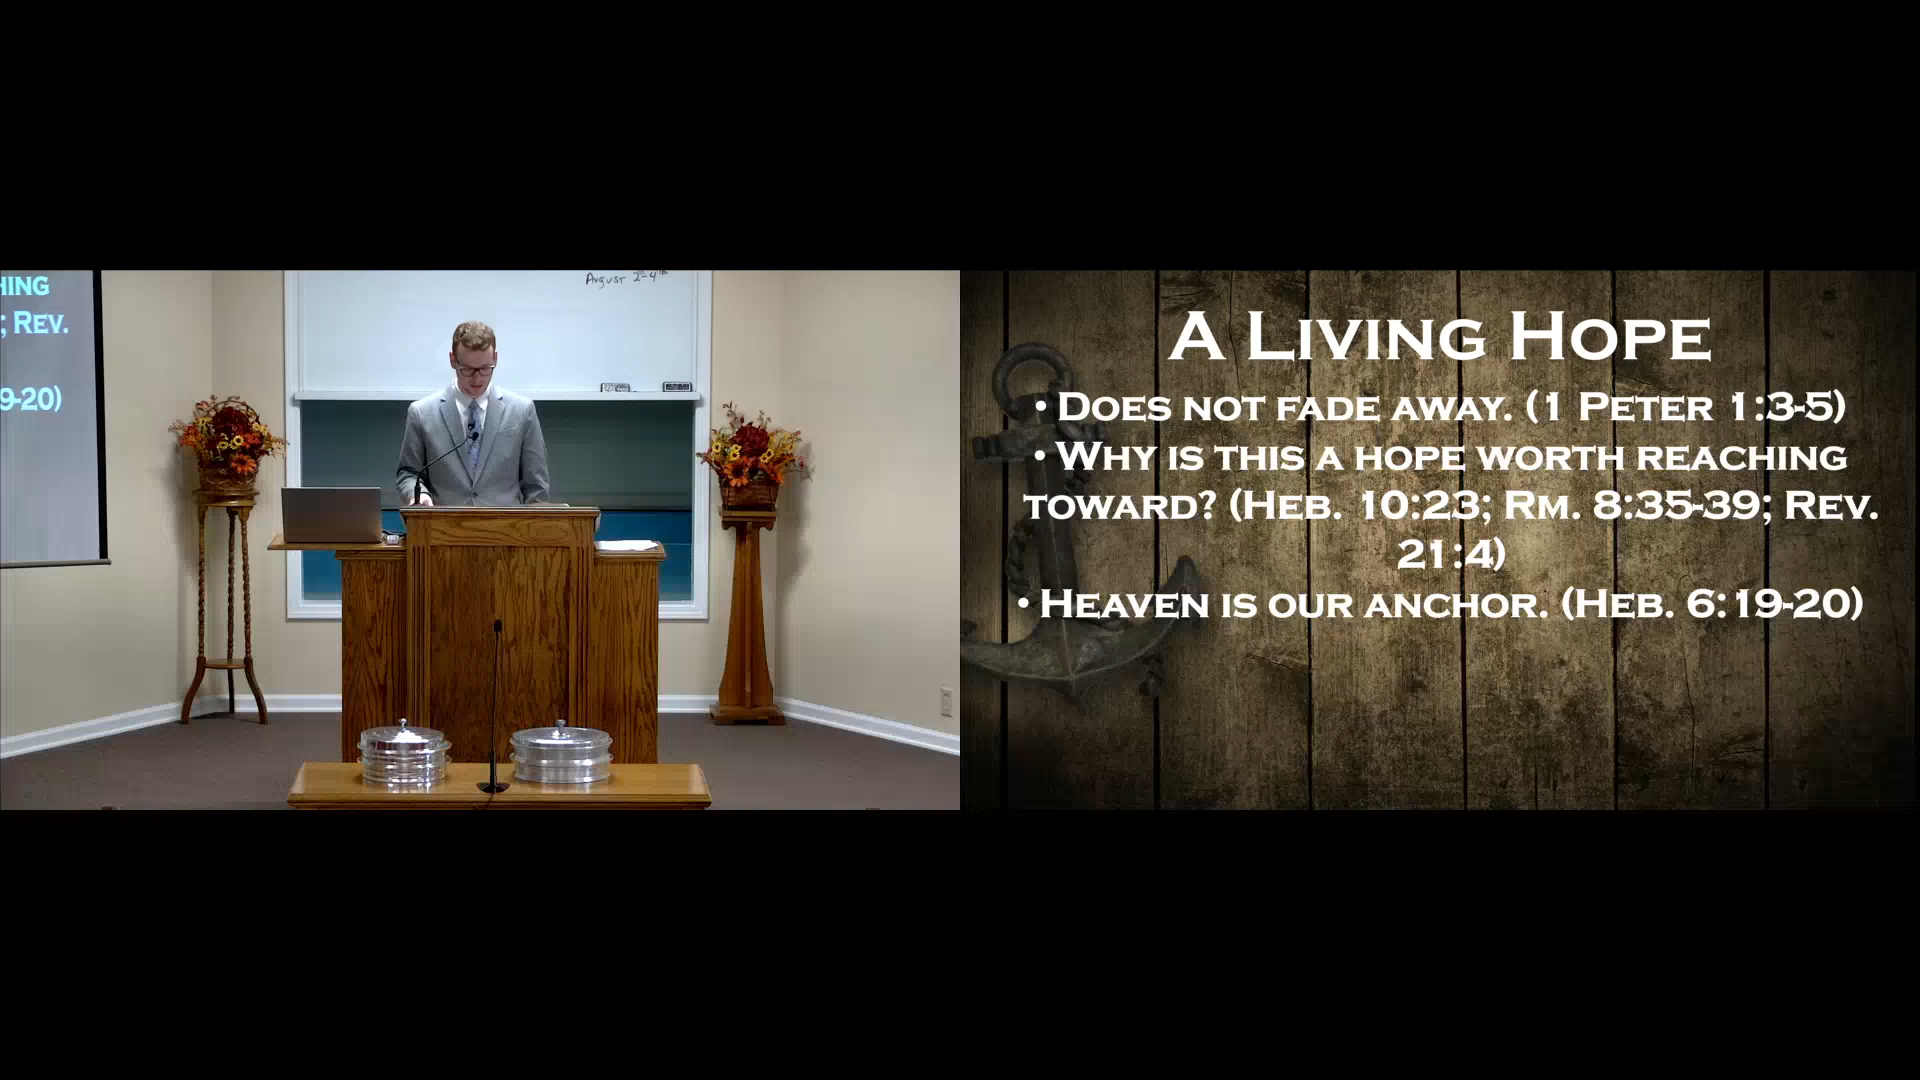 HING
; REV.
9-20)
August 2-4th
A LIVING HOPE
• DOES NOT FADE AWAY. (1 PETER 1:3-5)
• WHY IS THIS A HOPE WORTH REACHING
TOWARD? (HEB. 10:23; RM. 8:35-39; REV.
21:4)
• HEAVEN IS OUR ANCHOR. (HEB. 6:19-20)